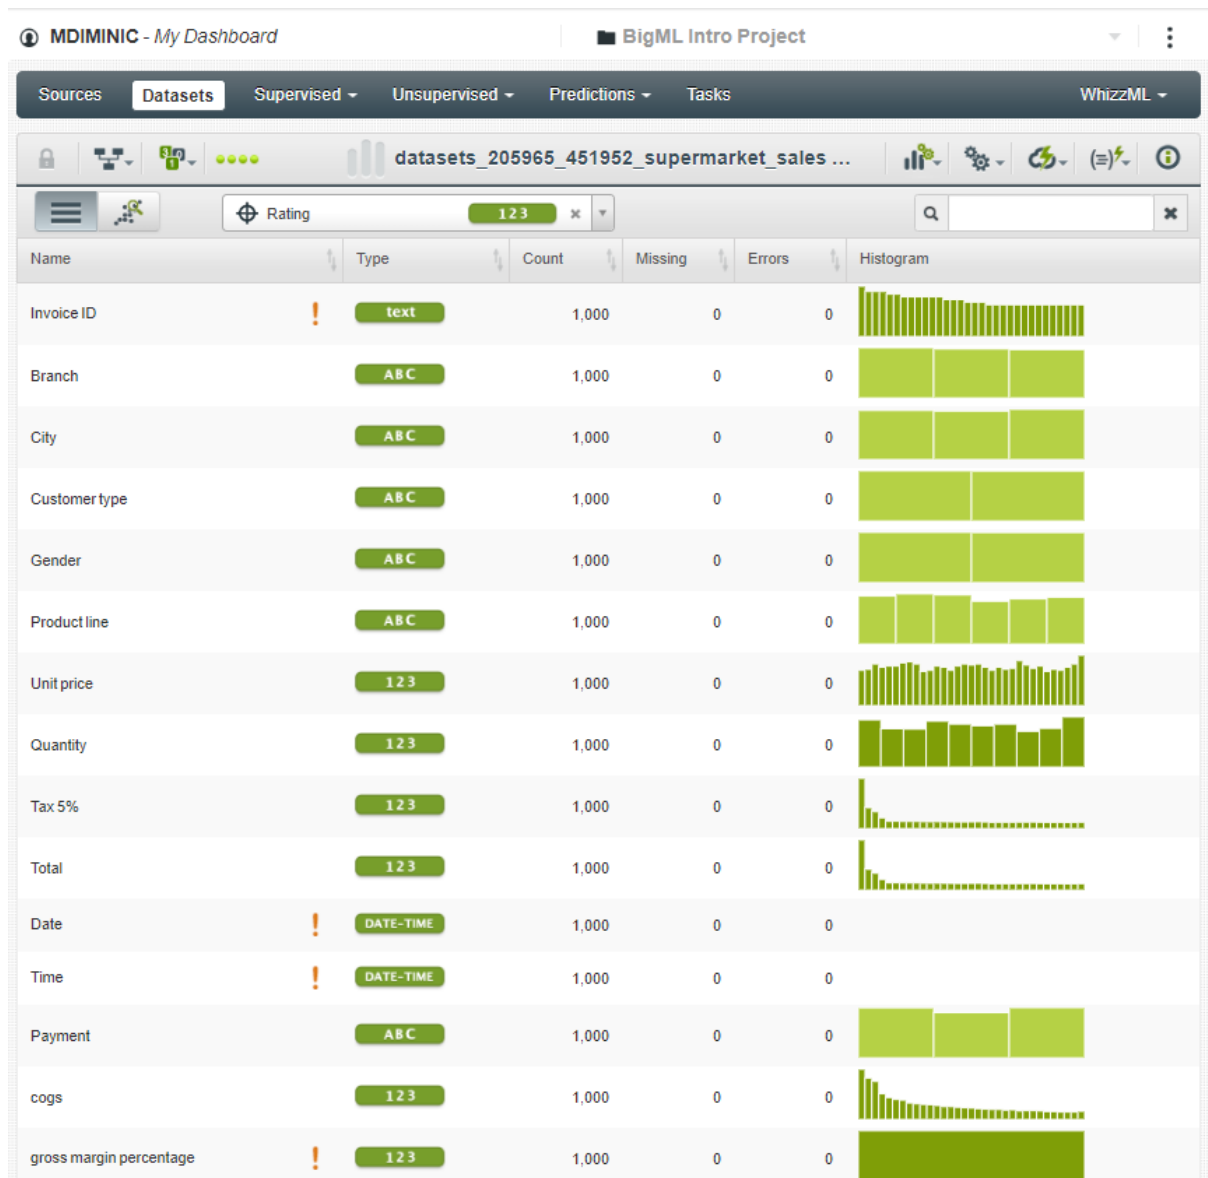 MDIMINIC - My Dashboard BigML Intro Project
Sources Datasets Supervised Unsupervised Predictions Tasks WhizzML
datasets_205965_451952_supermarket_sales ...
Rating 123
Name Type Count Missing Errors Histogram
Invoice ID ! text 1,000 0 0
Branch ABC 1,000 0 0
City ABC 1,000 0 0
Customer type ABC 1,000 0 0
Gender ABC 1,000 0 0
Product line ABC 1,000 0 0
Unit price 123 1,000 0 0
Quantity 123 1,000 0 0
Tax 5% 123 1,000 0 0
Total 123 1,000 0 0
Date ! DATE-TIME 1,000 0 0
Time ! DATE-TIME 1,000 0 0
Payment ABC 1,000 0 0
cogs 123 1,000 0 0
gross margin percentage ! 123 1,000 0 0